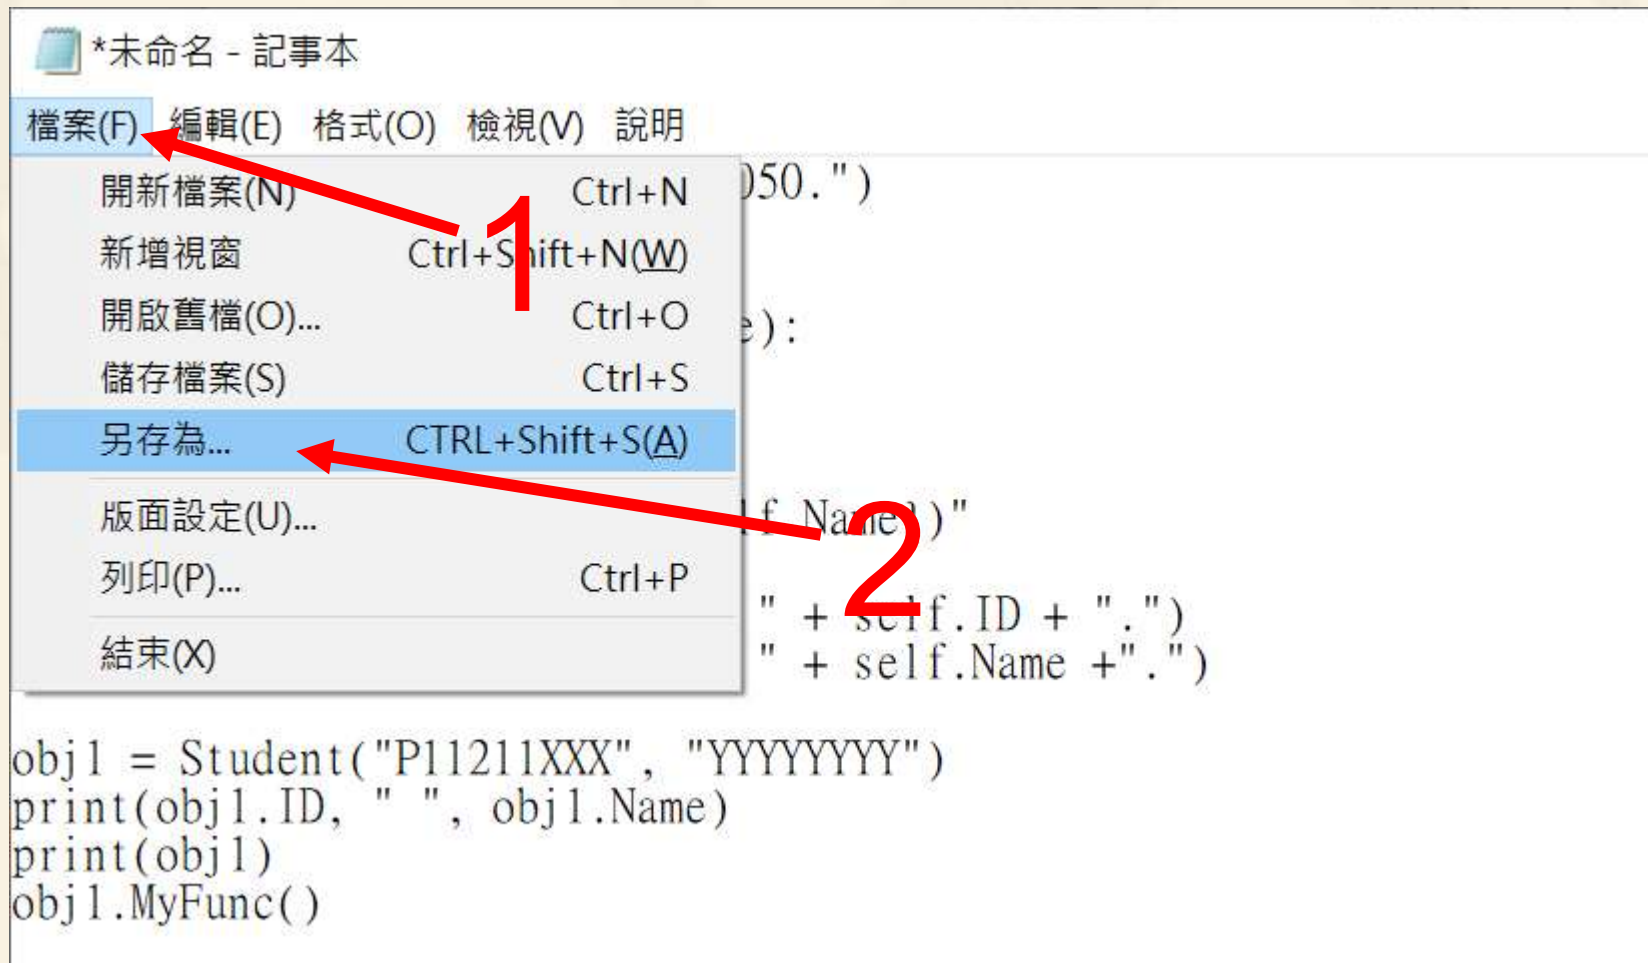 *未命名 - 記事本
檔案(F) 編輯(E) 格式(O) 檢視(V) 說明
開新檔案(N) Ctrl+N
050.")
新增視窗 Ctrl+Shift+N(W)
1
開啟舊檔(O)... Ctrl+O
e):
儲存檔案(S) Ctrl+S
另存為... CTRL+Shift+S(A)
版面設定(U)...
lf.Name})"
2
列印(P)... Ctrl+P
" + self.ID + ".")
結束(X)
" + self.Name +".")
obj1 = Student("P11211XXX", "YYYYYYYY")
print(obj1.ID, " ", obj1.Name)
print(obj1)
obj1.MyFunc()